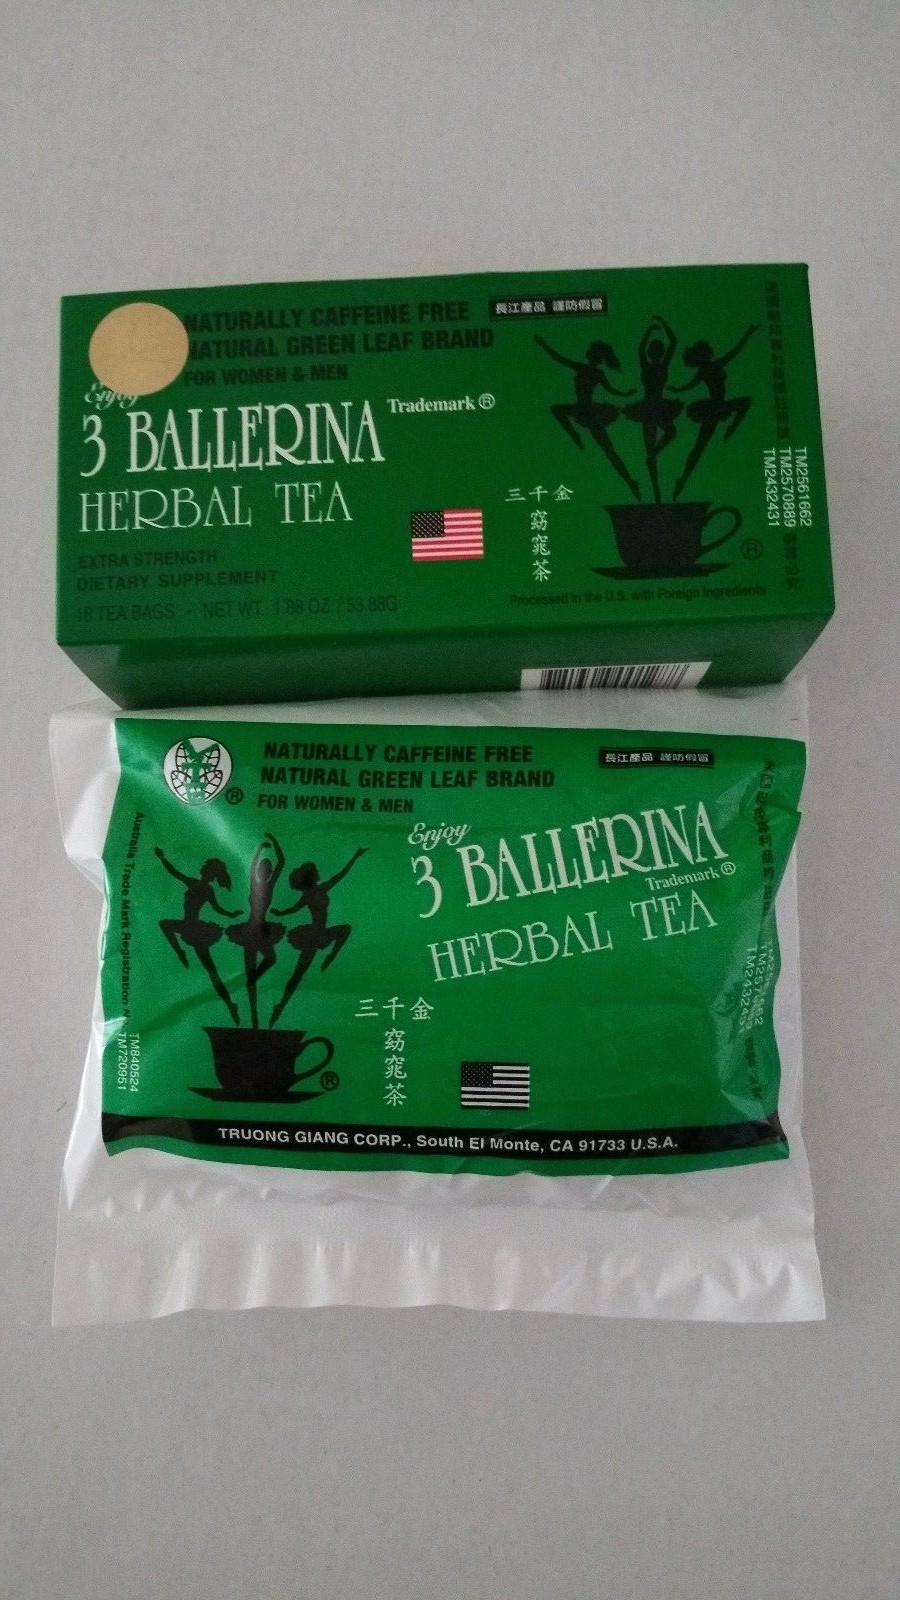 NATURALLY CAFFEINE FREE
NATURAL GREEN LEAF BRAND
FOR WOMEN & MEN
長江產品 謹防假冒
Enjoy
3 BALLERINA
Trademark ®
HERBAL TEA
EXTRA STRENGTH
DIETARY SUPPLEMENT
18 TEA BAGS • NET WT. 1.88 OZ. / 53.88G
三千金
窈窕茶
®
Processed in the U.S. with Foreign Ingredients
TM2561662
TM2570889
TM2432431
NATURALLY CAFFEINE FREE
NATURAL GREEN LEAF BRAND
FOR WOMEN & MEN
®
長江產品 謹防假冒
Enjoy
3 BALLERINA
Trademark ®
HERBAL TEA
三千金
窈窕茶
®
Australia Trade Mark Registration
TM840524
TM720951
TRUONG GIANG CORP., South El Monte, CA 91733 U.S.A.